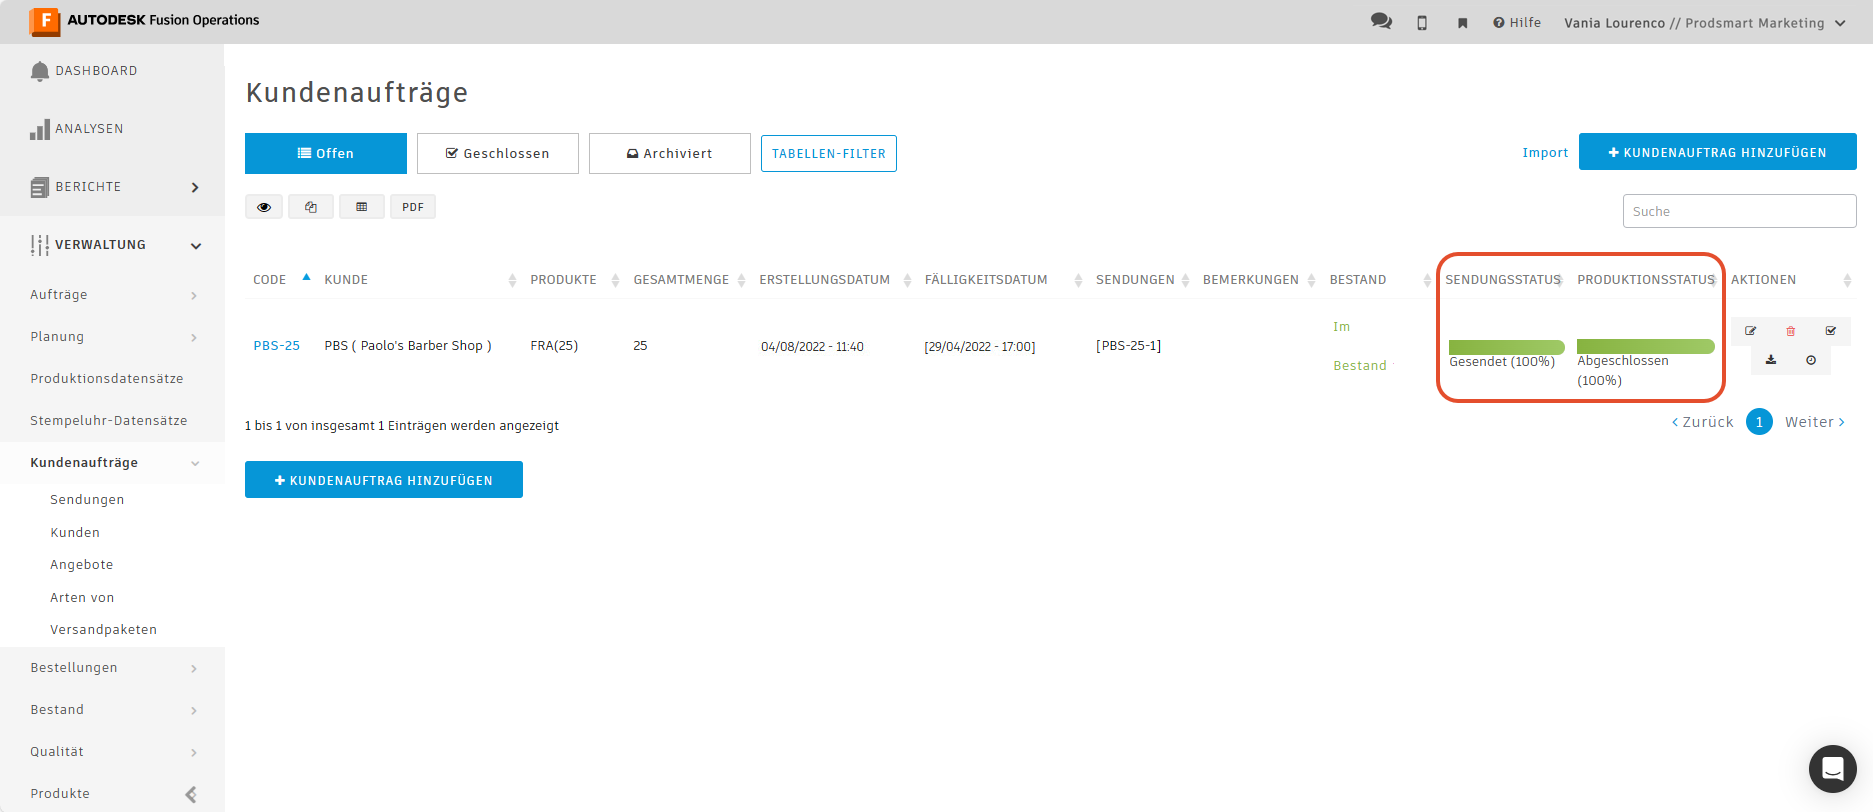 AUTODESK Fusion Operations
Hilfe
Vania Lourenco // Prodsmart Marketing
DASHBOARD
ANALYSEN
BERICHTE
VERWALTUNG
Aufträge
Planung
Produktionsdatensätze
Stempeluhr-Datensätze
Kundenaufträge
Sendungen
Kunden
Angebote
Arten von
Versandpaketen
Bestellungen
Bestand
Qualität
Produkte
Kundenaufträge
Offen
Geschlossen
Archiviert
TABELLEN-FILTER
Import
KUNDENAUFTRAG HINZUFÜGEN
PDF
Suche
CODE KUNDE PRODUKTE GESAMTMENGE ERSTELLUNGSDATUM FÄLLIGKEITSDATUM SENDUNGEN BEMERKUNGEN BESTAND SENDUNGSSTATUS PRODUKTIONSSTATUS AKTIONEN
PBS-25 PBS ( Paolo's Barber Shop ) FRA(25) 25 04/08/2022 - 11:40 [29/04/2022 - 17:00] [PBS-25-1]
Im
Bestand
Gesendet (100%)
Abgeschlossen
(100%)
1 bis 1 von insgesamt 1 Einträgen werden angezeigt
Zurück 1 Weiter
KUNDENAUFTRAG HINZUFÜGEN